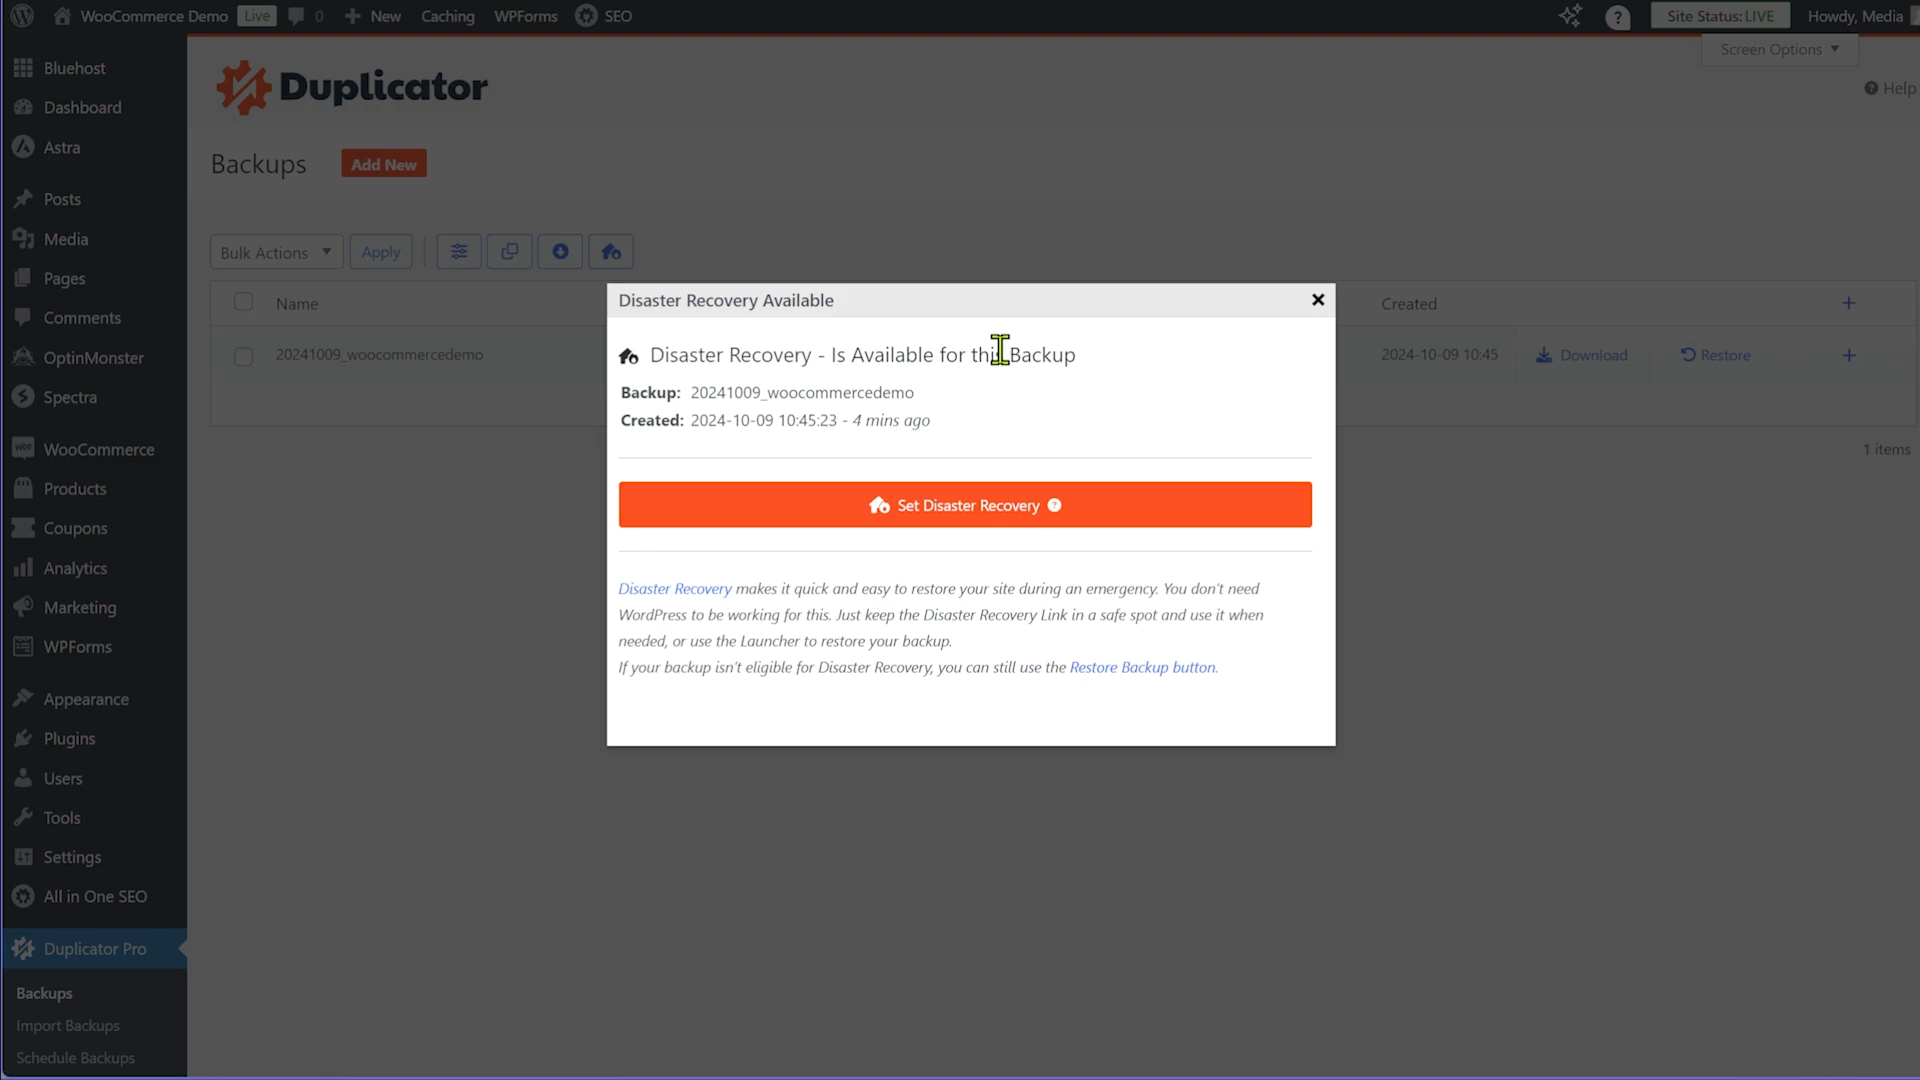 WooCommerce Demo Live 0 New Caching WPForms SEO ? Site Status: LIVE Howdy, Media
Screen Options
Help
Duplicator
Backups Add New
Bulk Actions Apply
Name Created +
20241009_woocommercedemo 2024-10-09 10:45 Download Restore +
1 items
Bluehost
Dashboard
Astra
Posts
Media
Pages
Comments
OptinMonster
Spectra
WooCommerce
Products
Coupons
Analytics
Marketing
WPForms
Appearance
Plugins
Users
Tools
Settings
All in One SEO
Duplicator Pro
Backups
Import Backups
Schedule Backups
Disaster Recovery Available
Disaster Recovery - Is Available for this Backup
Backup: 20241009_woocommercedemo
Created: 2024-10-09 10:45:23 - 4 mins ago
Set Disaster Recovery ?
Disaster Recovery makes it quick and easy to restore your site during an emergency. You don't need
WordPress to be working for this. Just keep the Disaster Recovery Link in a safe spot and use it when
needed, or use the Launcher to restore your backup.
If your backup isn't eligible for Disaster Recovery, you can still use the Restore Backup button.